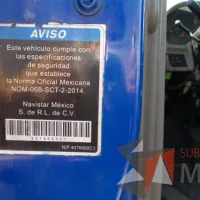 AVISO
Este vehículo cumple con
las especificaciones
de seguridad
que establece
la Norma Oficial Mexicana
NOM-068-SCT-2-2014.
Navistar México
S. de R.L. de C.V.
N/P 4078060C1
SUB
M